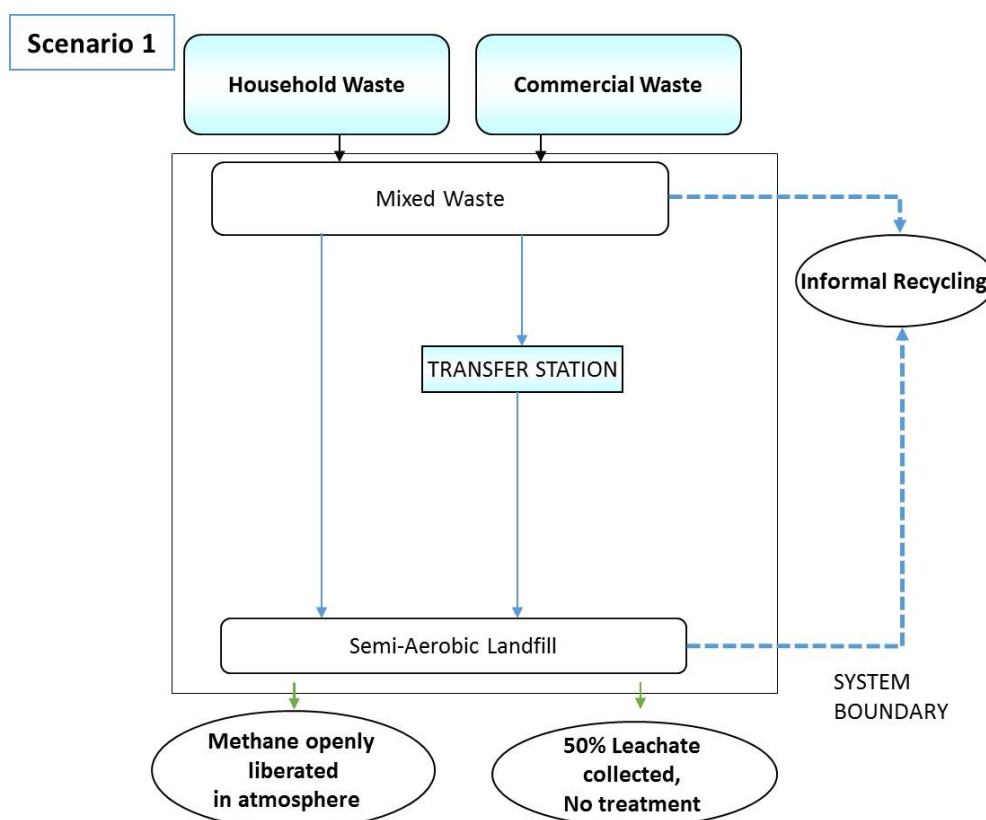 Scenario 1
Household Waste
Commercial Waste
Mixed Waste
Informal Recycling
TRANSFER STATION
Semi-Aerobic Landfill
SYSTEM
BOUNDARY
Methane openly
liberated
in atmosphere
50% Leachate
collected,
No treatment